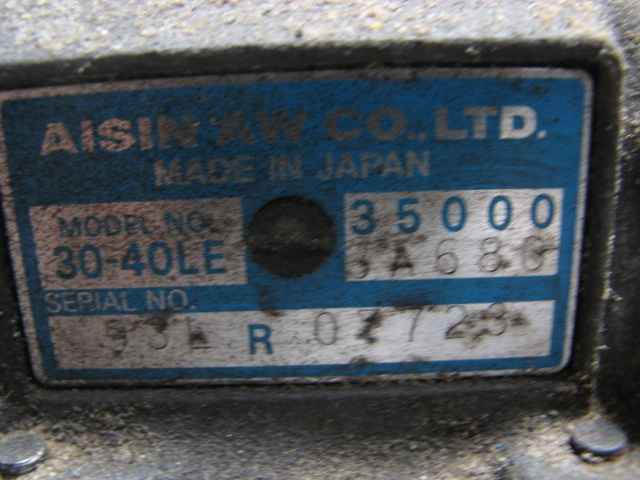 AISIN AW CO., LTD.
MADE IN JAPAN
MODEL NO.
30-40LE
35000
SERIAL NO.
R